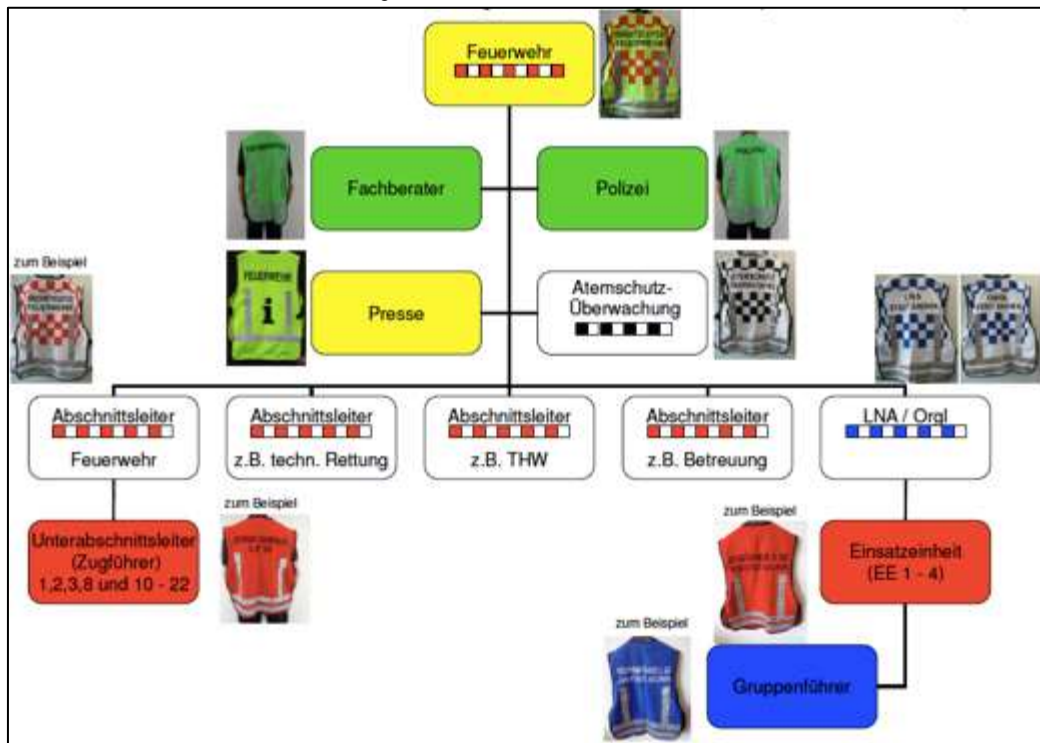 Feuerwehr
Fachberater
Polizei
FEUERWEHR
i
Presse
Atemschutz-
Überwachung
zum Beispiel
LNA
Abschnittsleiter
Feuerwehr
Abschnittsleiter
z.B. techn. Rettung
Abschnittsleiter
z.B. THW
Abschnittsleiter
z.B. Betreuung
LNA / Orgl
zum Beispiel
Unterabschnittsleiter
(Zugführer)
1,2,3,8 und 10 - 22
zum Beispiel
Einsatzeinheit
(EE 1 - 4)
zum Beispiel
Gruppenführer